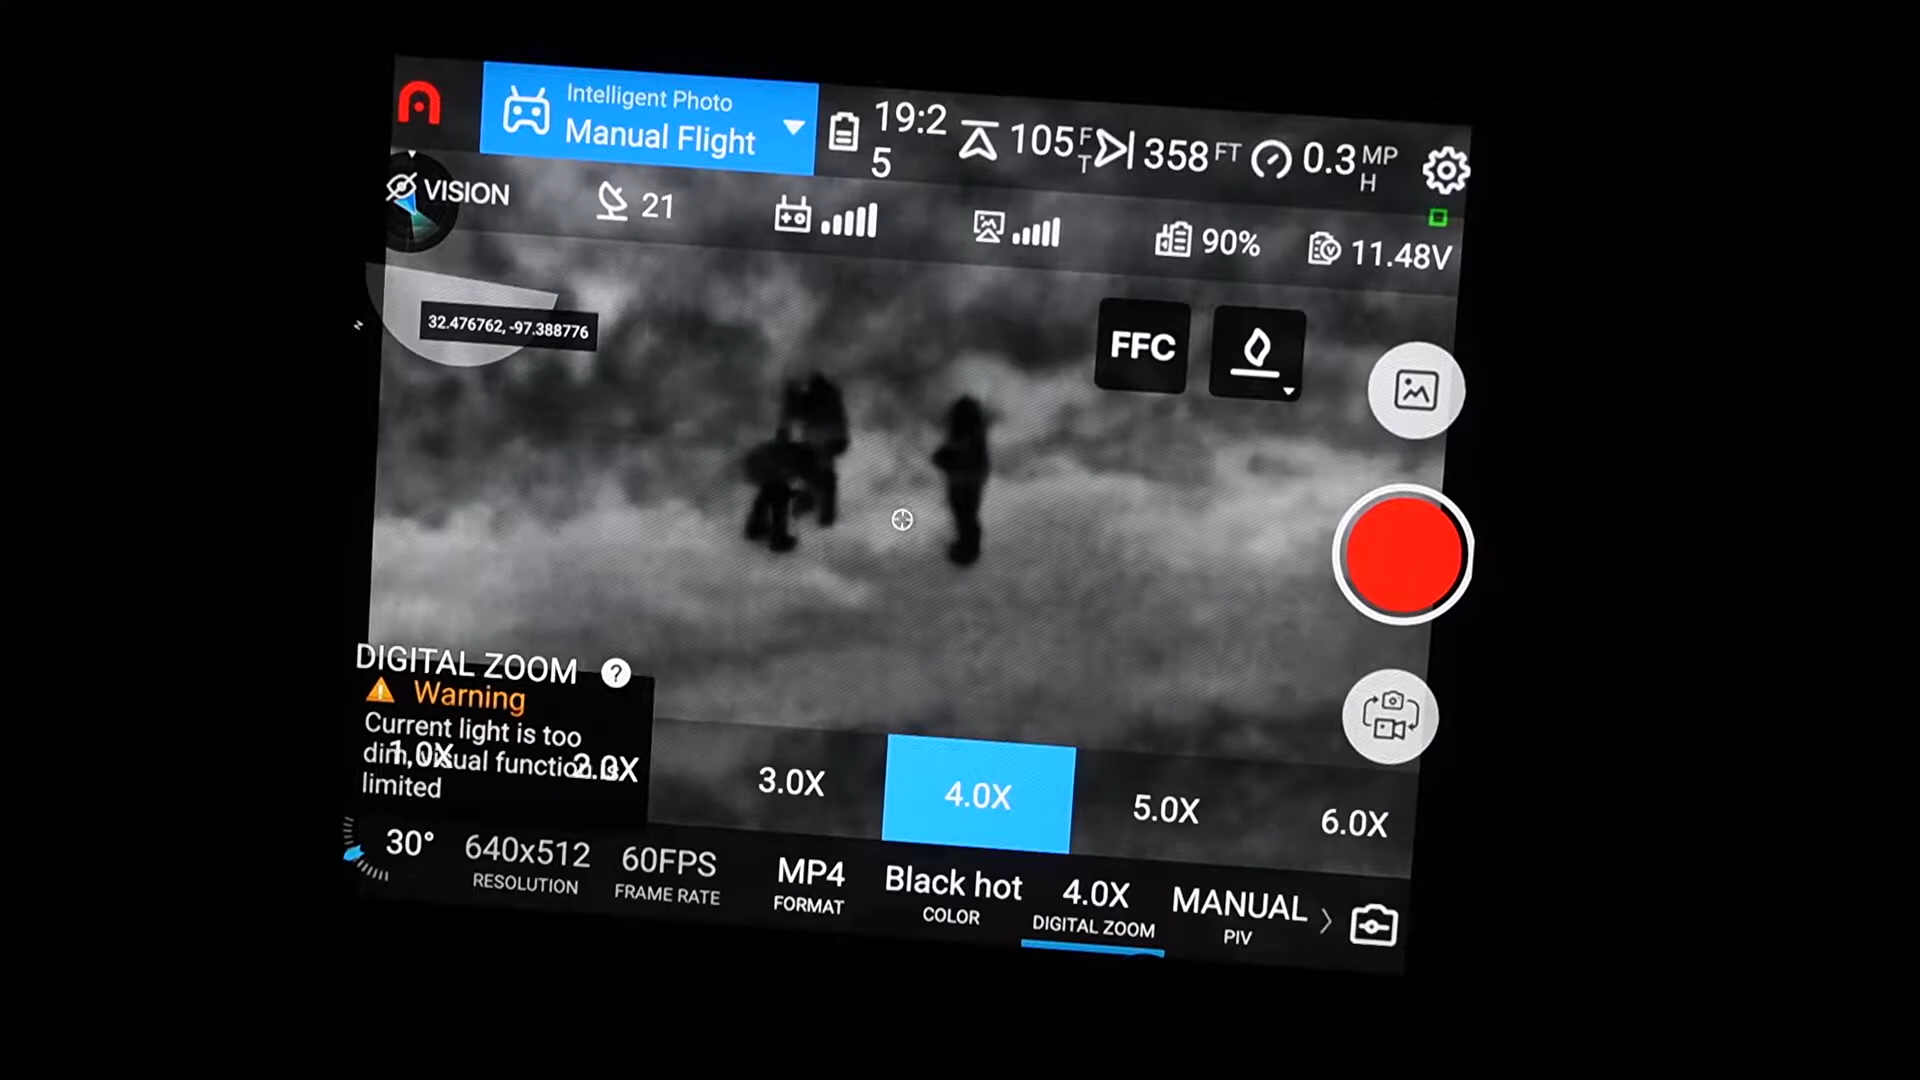 Intelligent Photo
Manual Flight
19:2
5
105 F
T
358 FT
0.3 MP
H
VISION
21
90%
11.48V
N
32.476762, -97.388776
FFC
DIGITAL ZOOM ?
Warning
Current light is too
dim, visual function is
limited
1.0X 2.0X 3.0X 4.0X 5.0X 6.0X
30° 640x512 60FPS MP4 Black hot 4.0X MANUAL
RESOLUTION FRAME RATE FORMAT COLOR DIGITAL ZOOM PIV